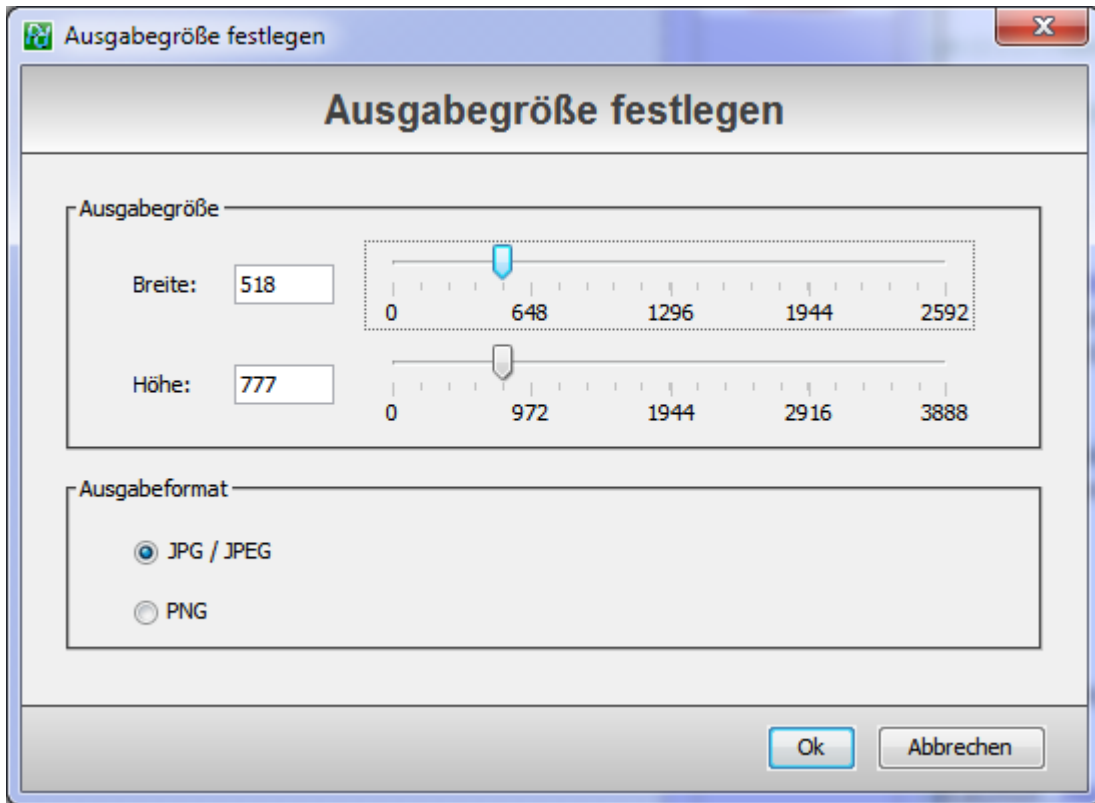 Ausgabegröße festlegen
Ausgabegröße festlegen
Ausgabegröße
Breite: 518
0 648 1296 1944 2592
Höhe: 777
0 972 1944 2916 3888
Ausgabeformat
JPG / JPEG
PNG
Ok Abbrechen